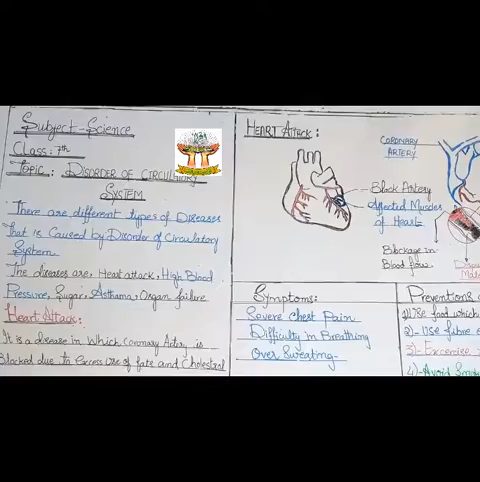 Subject-Science
Class: 7th
Topic: DISORDER OF CIRCULATORY
SYSTEM
There are different types of Diseases
That is Caused by Disorder of Circulatory
System
The diseases are, Heart attack, High Blood
Pressure, Sugar, Asthama, Organ failure
Heart Attack:
It is a disease in Which Coronary Artery is
Blocked due to excess use of fate and Cholestral
HEART ATTACK:
CORONARY
ARTERY
Block Artery
Affected Muscles
of Heart
Blockage in
Blood flow.
Symptoms:
Severe Chest Pain
Difficulty in Breathing
Over Sweating
Preventions
1) Use food which
2)- Use fibre
3)- Excersise
4)- Avoid